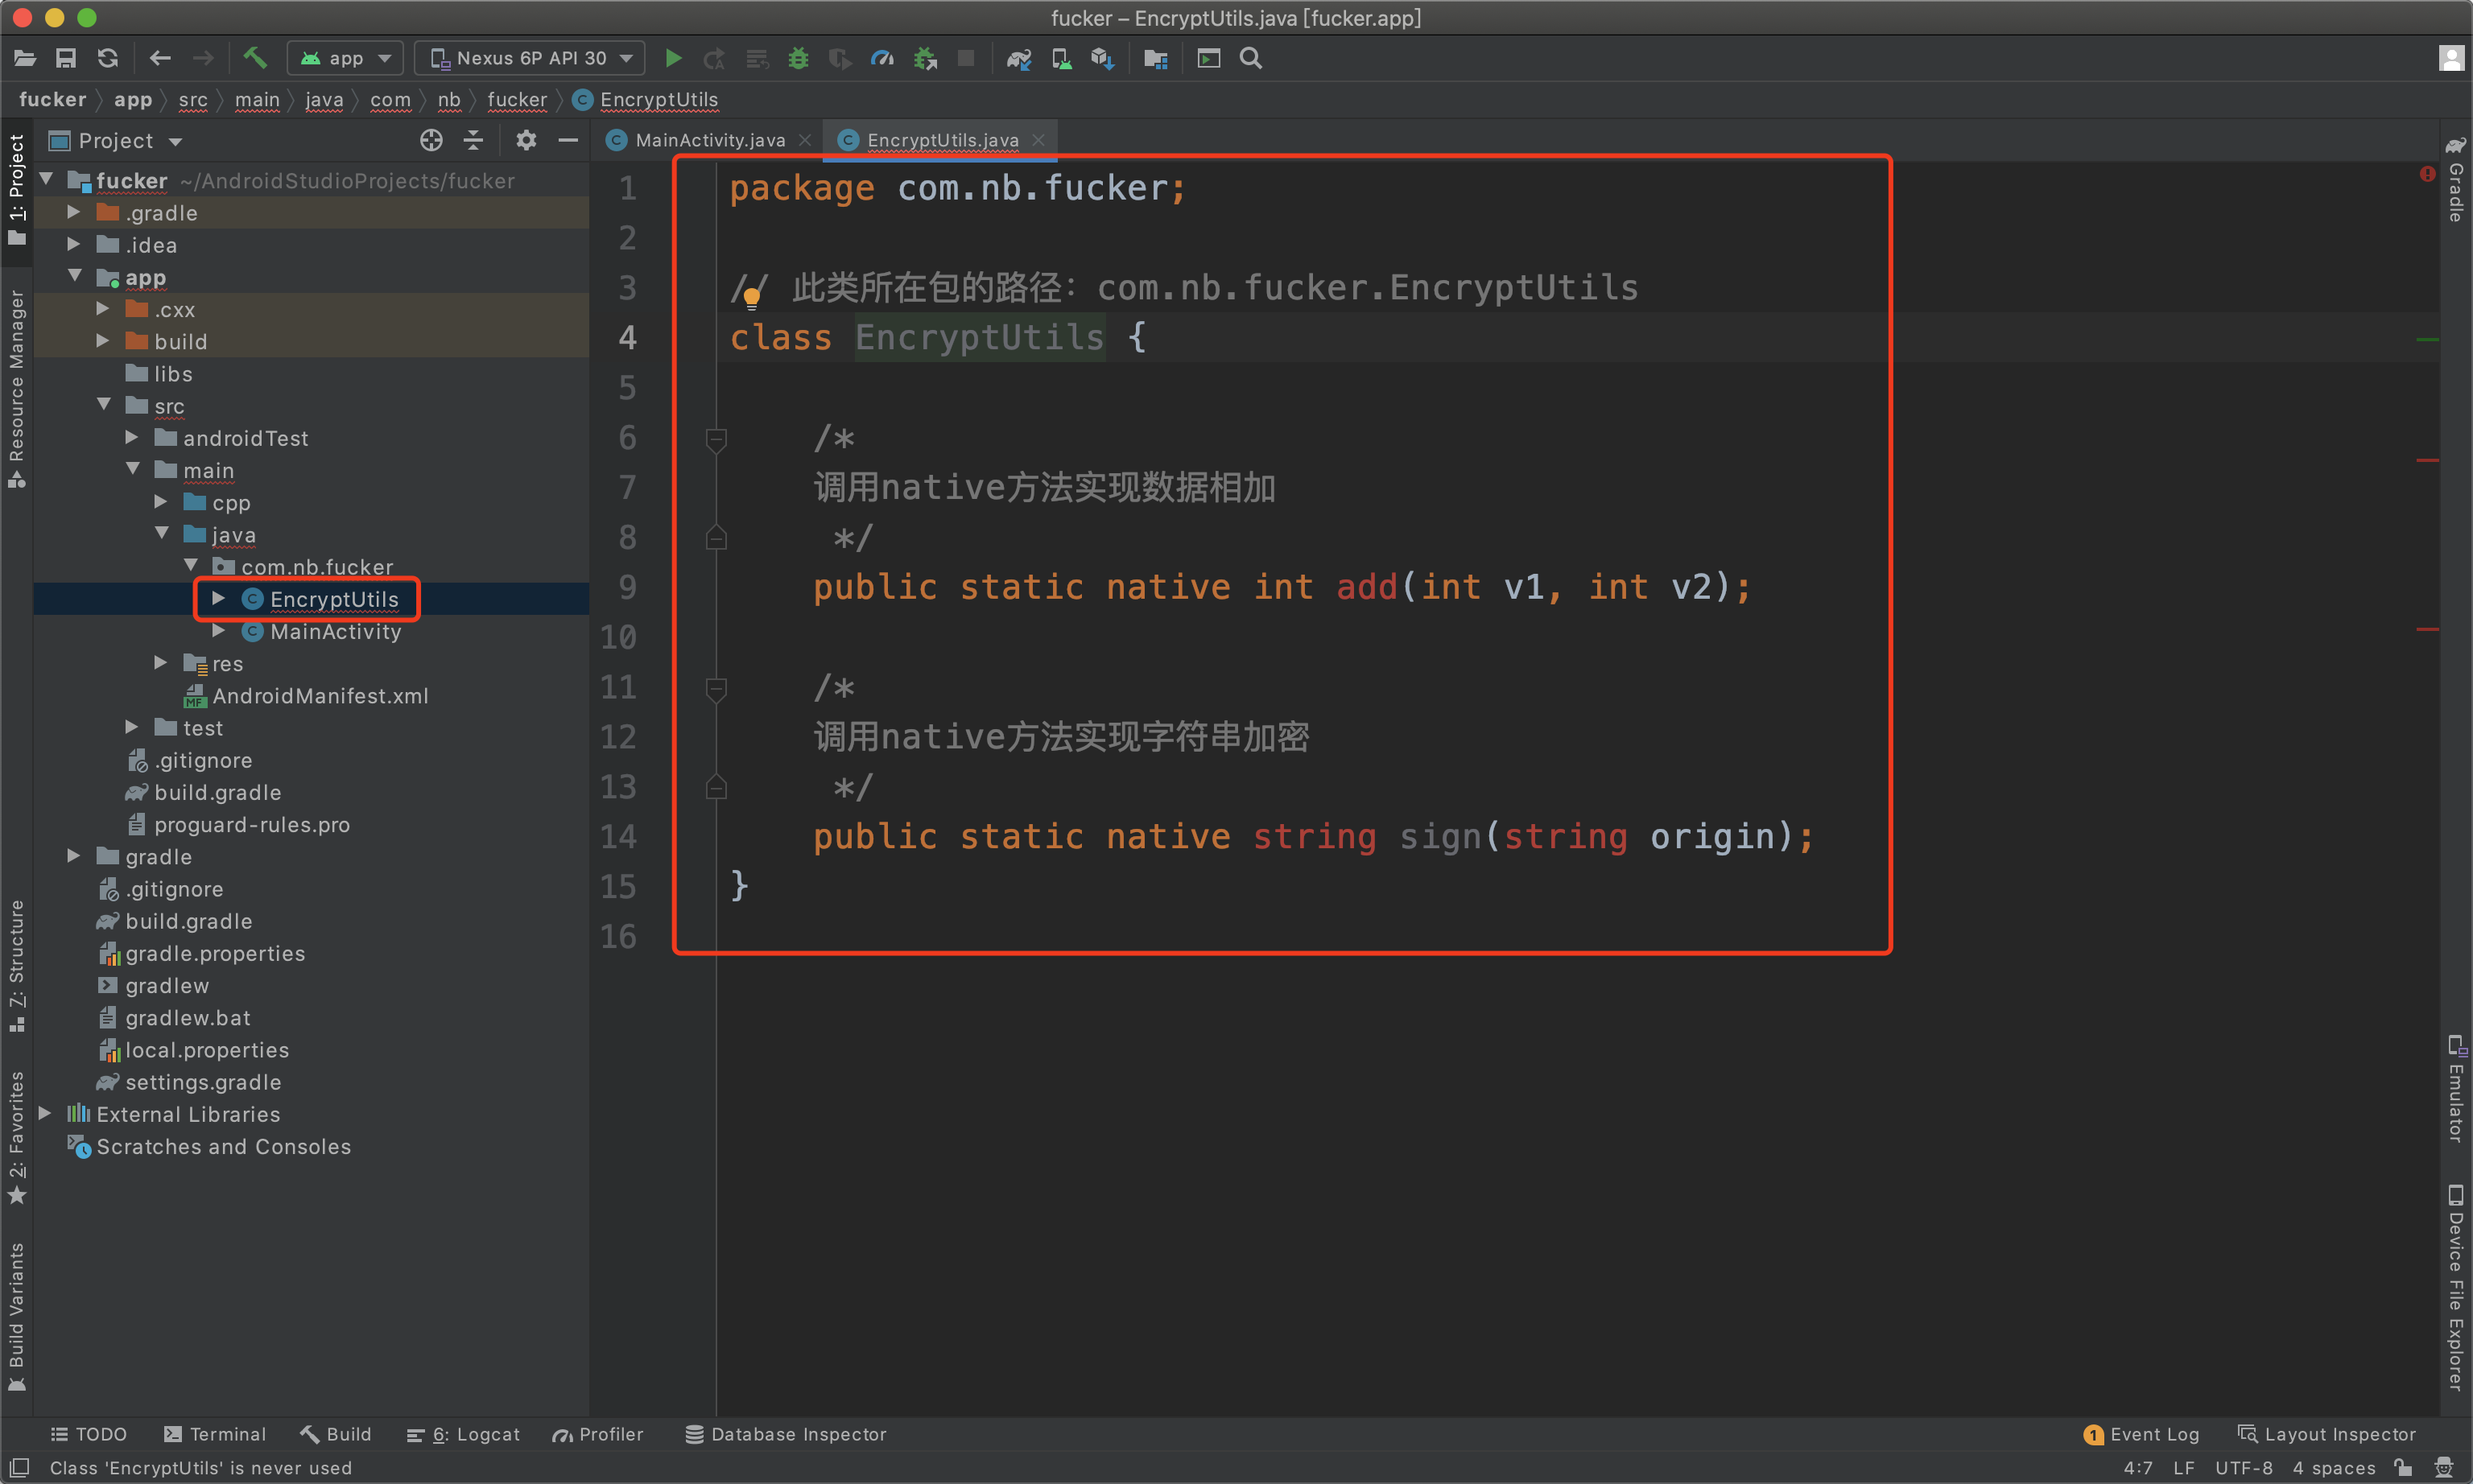 fucker – EncryptUtils.java [fucker.app]
app
Nexus 6P API 30
fucker
app
src
main
java
com
nb
fucker
EncryptUtils
Project
MainActivity.java
EncryptUtils.java
1: Project
Resource Manager
7: Structure
2: Favorites
Build Variants
fucker ~/AndroidStudioProjects/fucker
.gradle
.idea
app
.cxx
build
libs
src
androidTest
main
cpp
java
com.nb.fucker
EncryptUtils
MainActivity
res
AndroidManifest.xml
test
.gitignore
build.gradle
proguard-rules.pro
gradle
.gitignore
build.gradle
gradle.properties
gradlew
gradlew.bat
local.properties
settings.gradle
External Libraries
Scratches and Consoles
1 package com.nb.fucker;
2
3 // 此类所在包的路径：com.nb.fucker.EncryptUtils
4 class EncryptUtils {
5
6 /*
7 调用native方法实现数据相加
8 */
9 public static native int add(int v1, int v2);
10
11 /*
12 调用native方法实现字符串加密
13 */
14 public static native string sign(string origin);
15 }
16
Gradle
Emulator
Device File Explorer
TODO
Terminal
Build
6: Logcat
Profiler
Database Inspector
1 Event Log
Layout Inspector
Class 'EncryptUtils' is never used
4:7 LF UTF-8 4 spaces